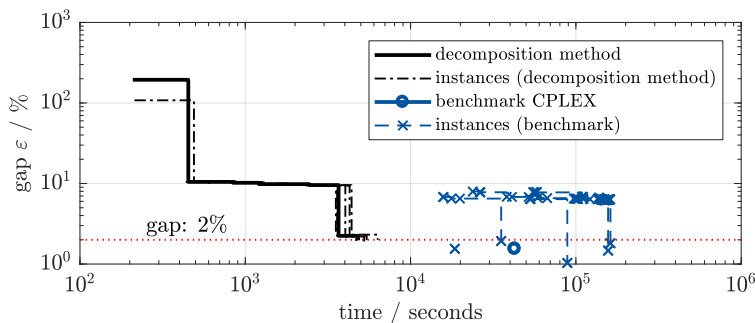 10^3
10^2
10^1
10^0
gap ε / %
decomposition method
instances (decomposition method)
benchmark CPLEX
instances (benchmark)
gap: 2%
10^2 10^3 10^4 10^5 10^6
time / seconds